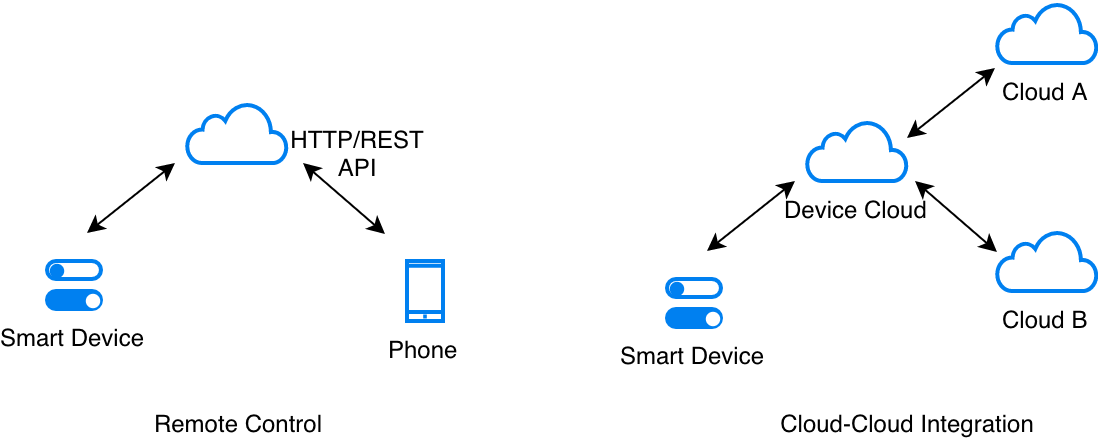 HTTP/REST
API
Smart Device
Phone
Remote Control
Cloud A
Device Cloud
Cloud B
Smart Device
Cloud-Cloud Integration